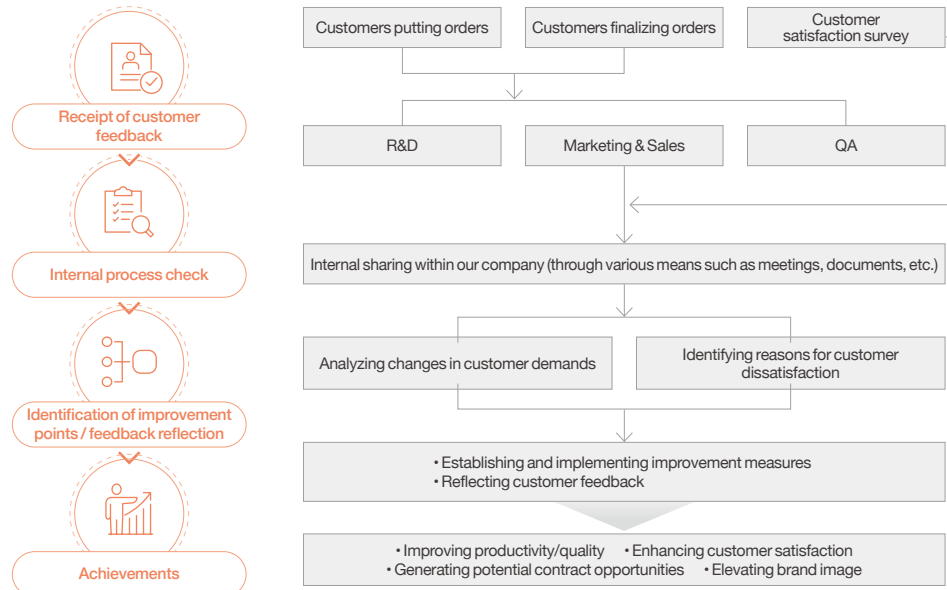 Receipt of customer
feedback
Internal process check
Identification of improvement
points / feedback reflection
Achievements
Customers putting orders
Customers finalizing orders
Customer
satisfaction survey
R&D
Marketing & Sales
QA
Internal sharing within our company (through various means such as meetings, documents, etc.)
Analyzing changes in customer demands
Identifying reasons for customer
dissatisfaction
• Establishing and implementing improvement measures
• Reflecting customer feedback
• Improving productivity/quality • Enhancing customer satisfaction
• Generating potential contract opportunities • Elevating brand image